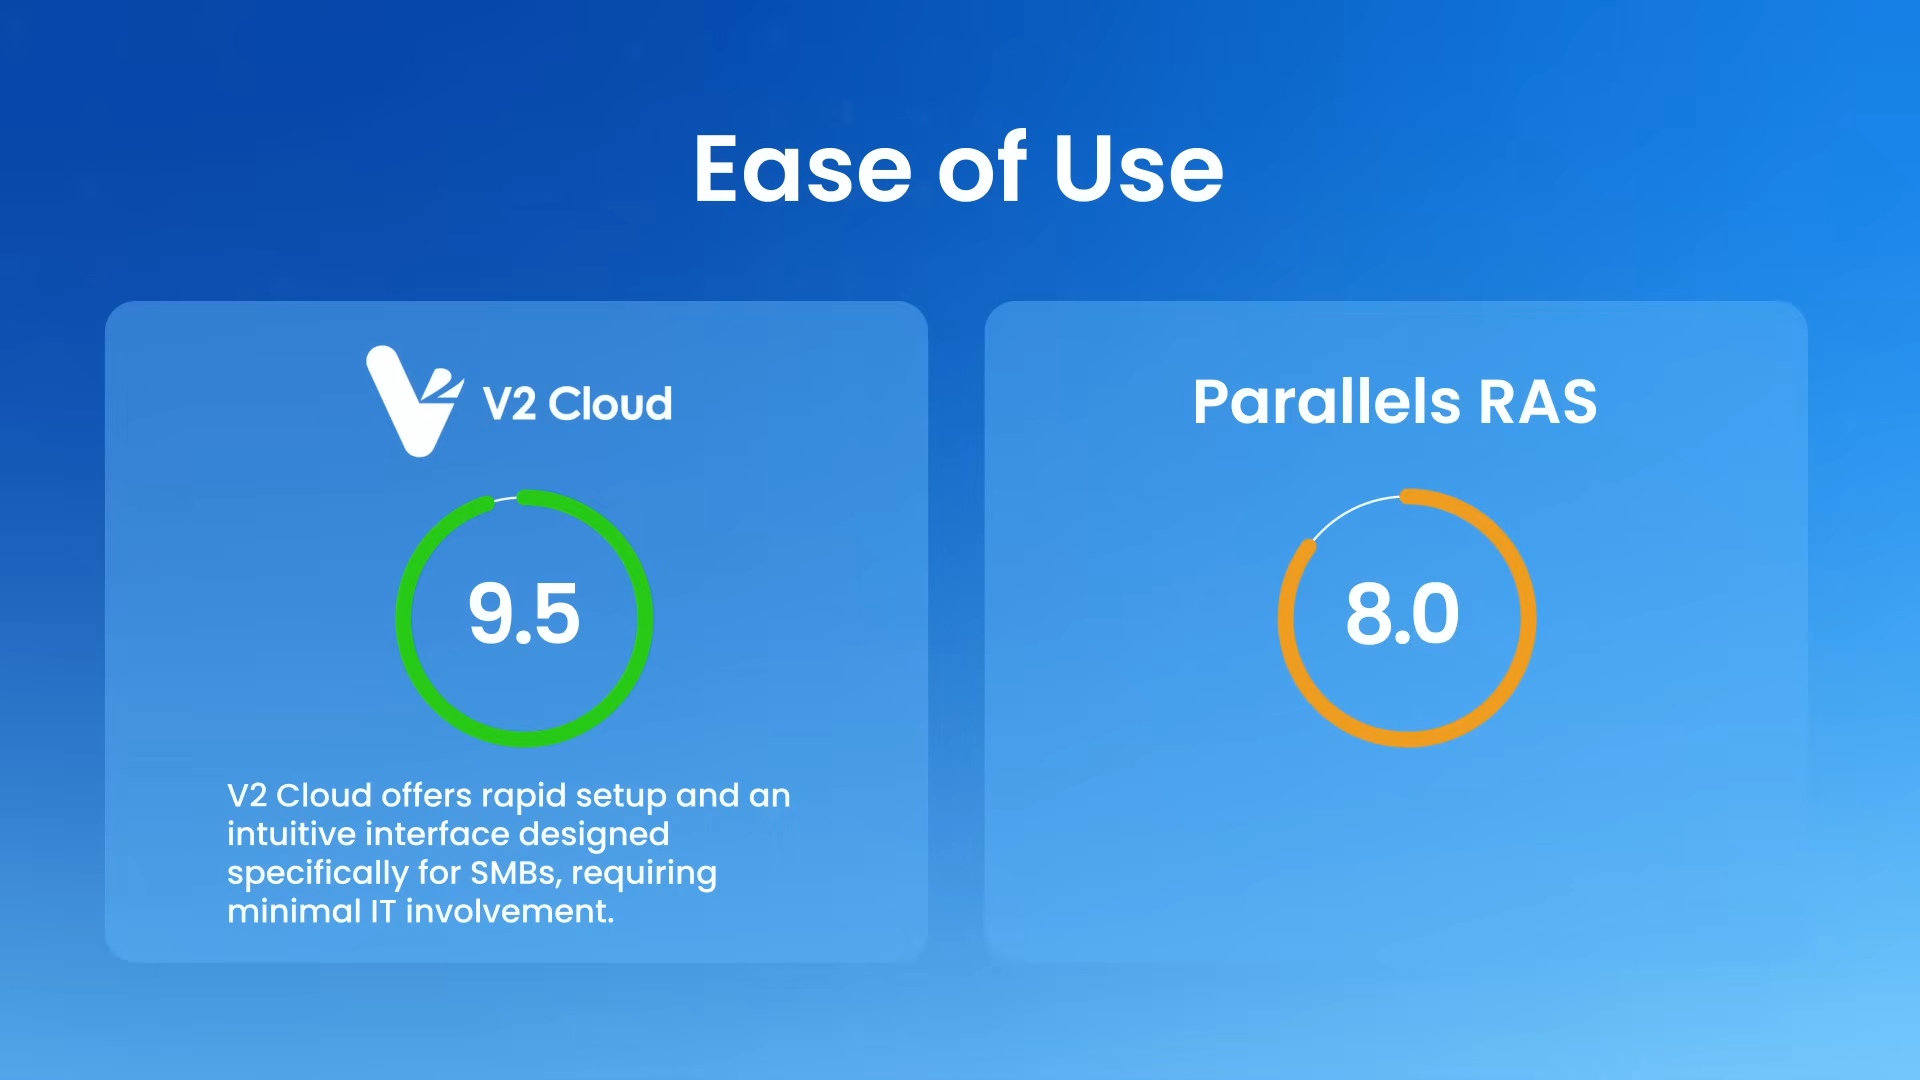 Ease of Use
V2 Cloud
9.5
V2 Cloud offers rapid setup and an
intuitive interface designed
specifically for SMBs, requiring
minimal IT involvement.
Parallels RAS
8.0